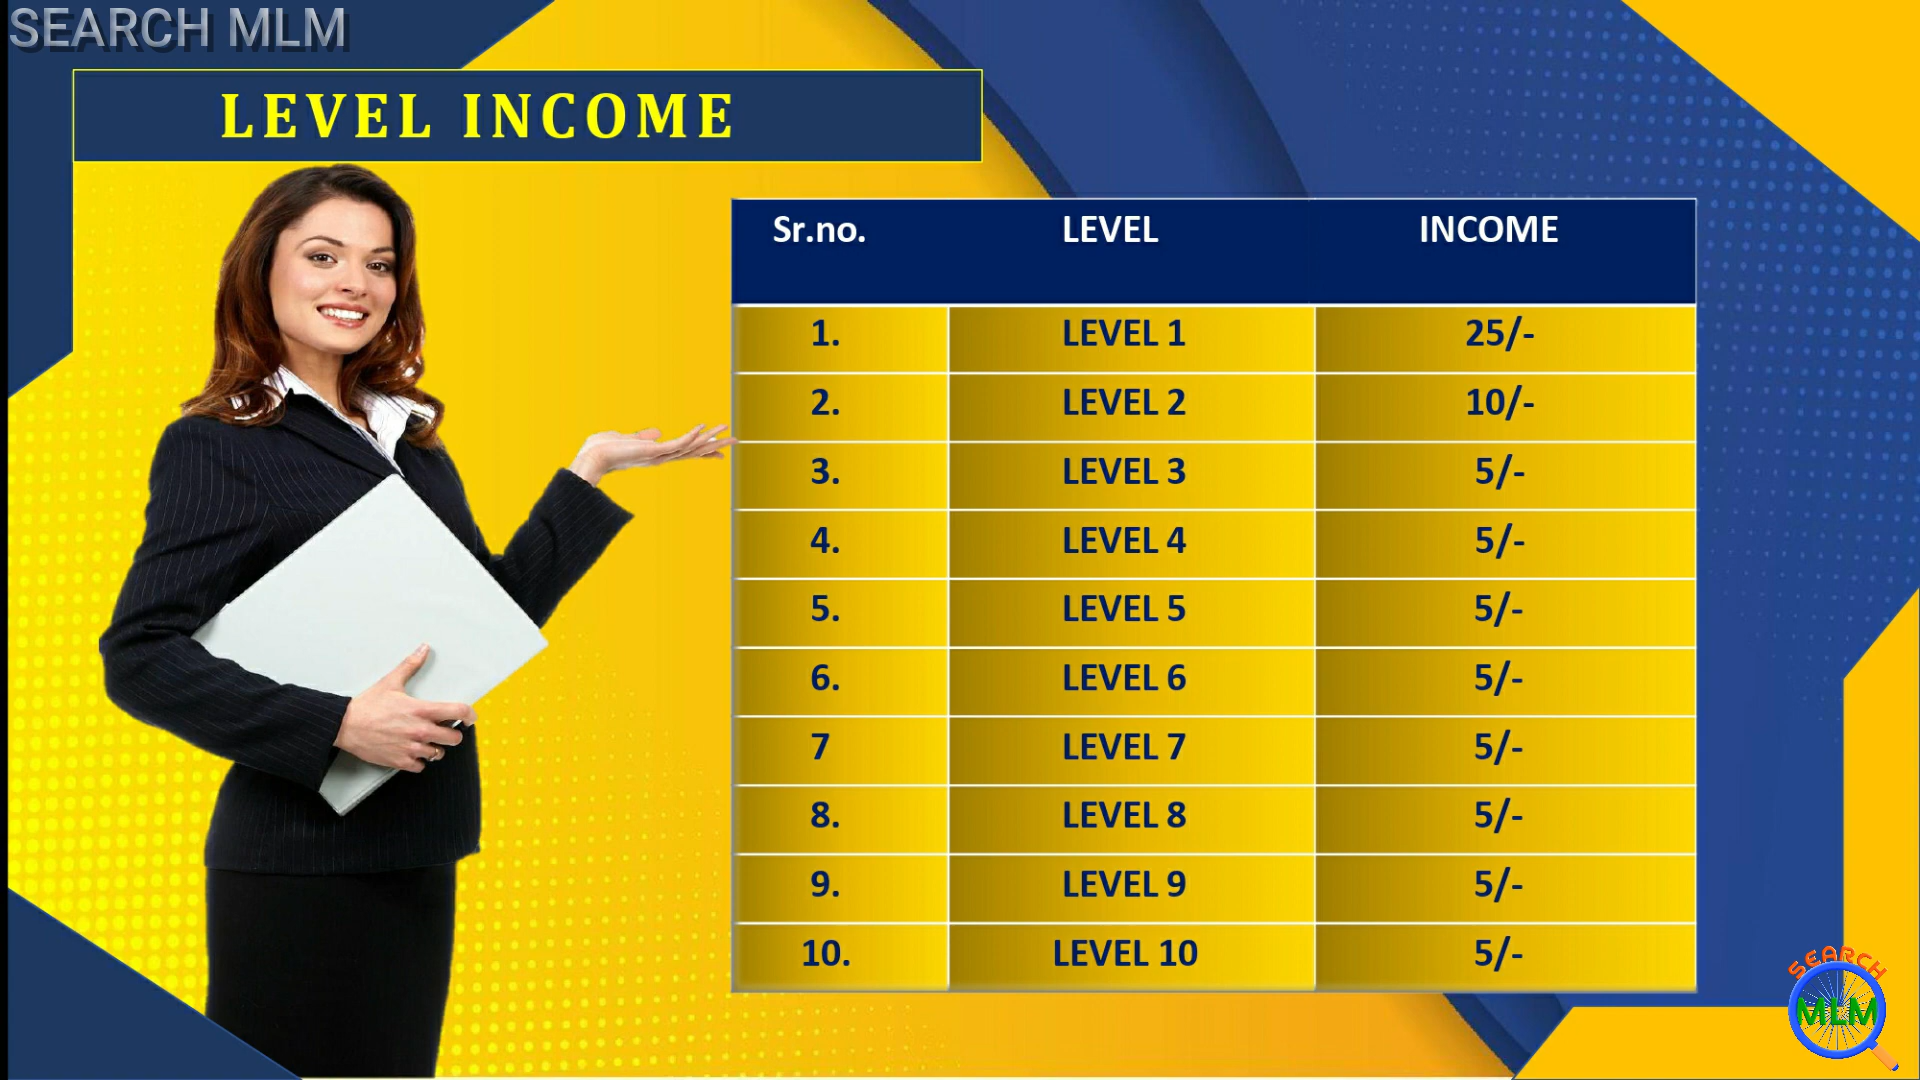 SEARCH MLM
LEVEL INCOME
Sr.no. LEVEL INCOME
1. LEVEL 1 25/-
2. LEVEL 2 10/-
3. LEVEL 3 5/-
4. LEVEL 4 5/-
5. LEVEL 5 5/-
6. LEVEL 6 5/-
7 LEVEL 7 5/-
8. LEVEL 8 5/-
9. LEVEL 9 5/-
10. LEVEL 10 5/-
SEARCH
MLM